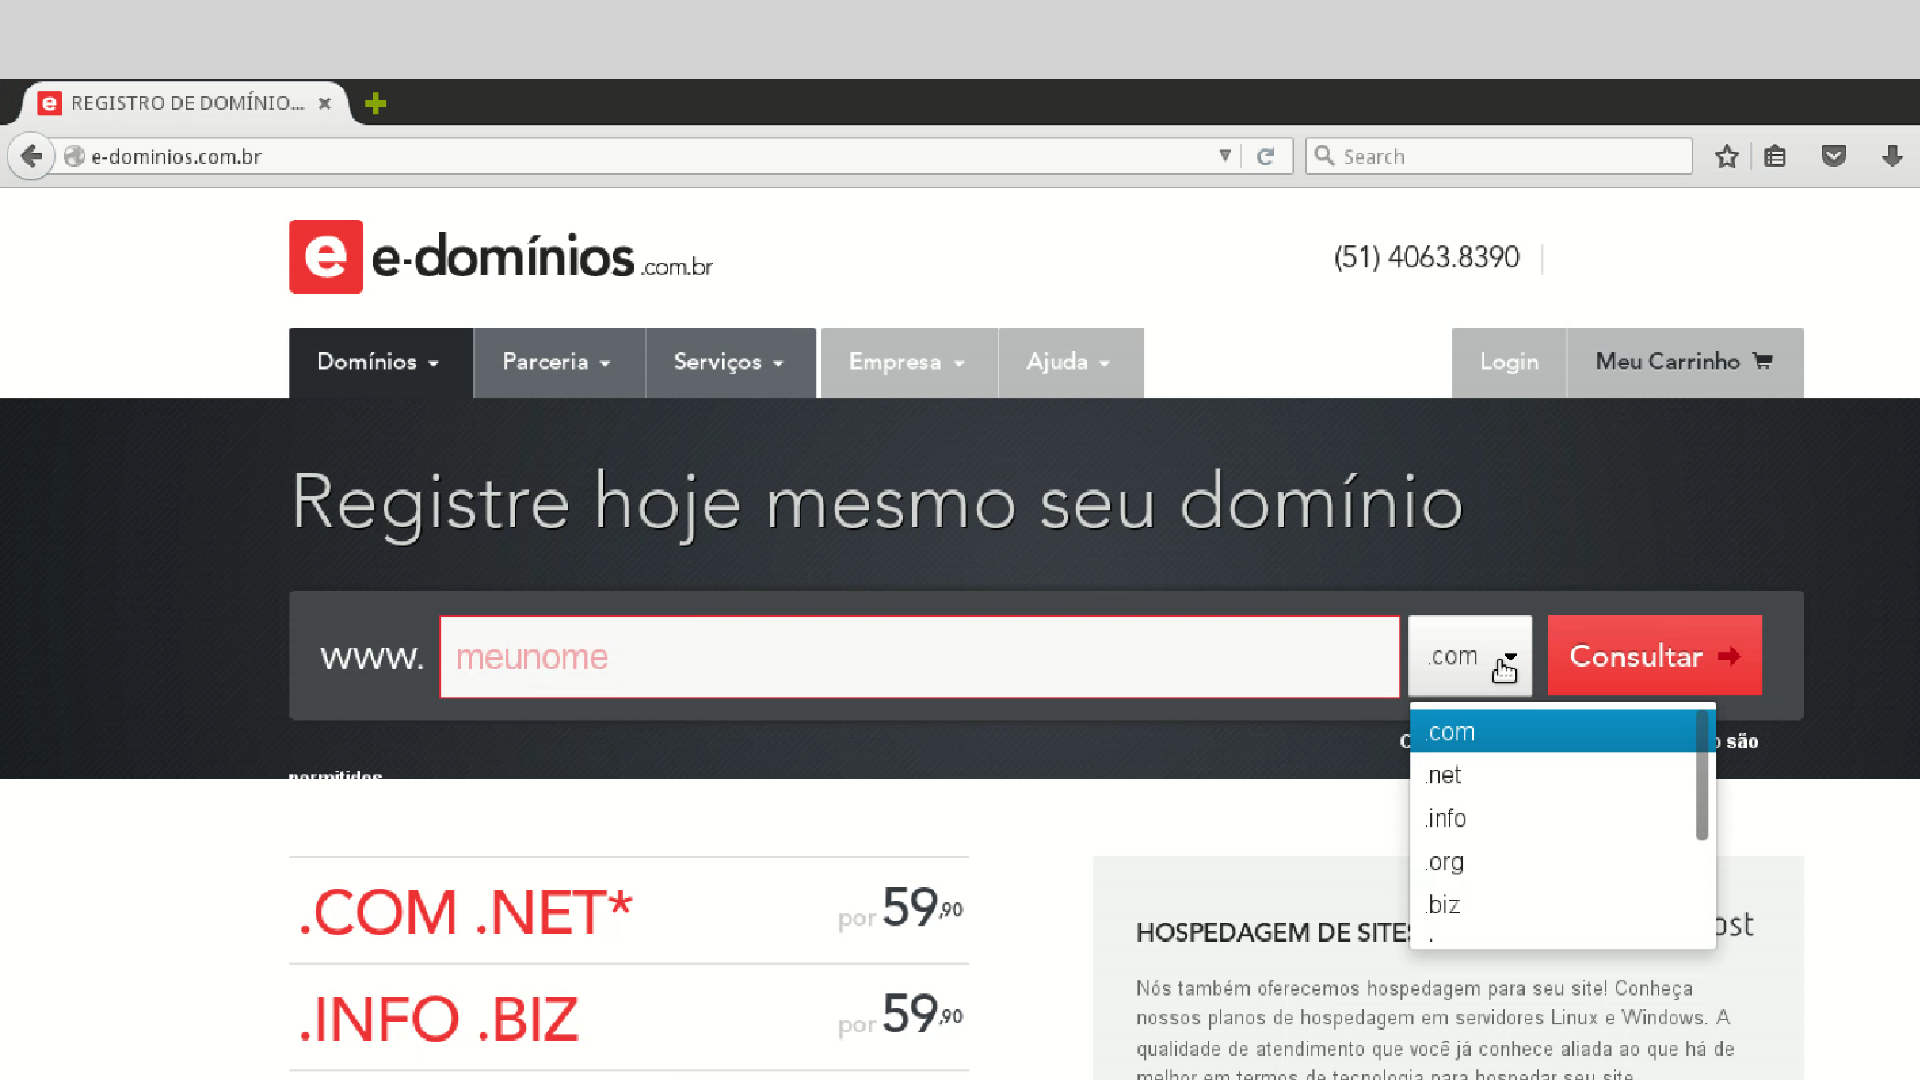 REGISTRO DE DOMÍNIO...
e-dominios.com.br
Search
e e-domínios.com.br
(51) 4063.8390
Domínios Parceria Serviços Empresa Ajuda Login Meu Carrinho
Registre hoje mesmo seu domínio
www. meunome .com Consultar
.com
são
.net
permitidos
.info
.org
.biz
.COM .NET* por 59,90
HOSPEDAGEM DE SITES
ost
.INFO .BIZ por 59,90
Nós também oferecemos hospedagem para seu site! Conheça
nossos planos de hospedagem em servidores Linux e Windows. A
qualidade de atendimento que você já conhece aliada ao que há de
melhor em termos de tecnologia para hospedar seu site